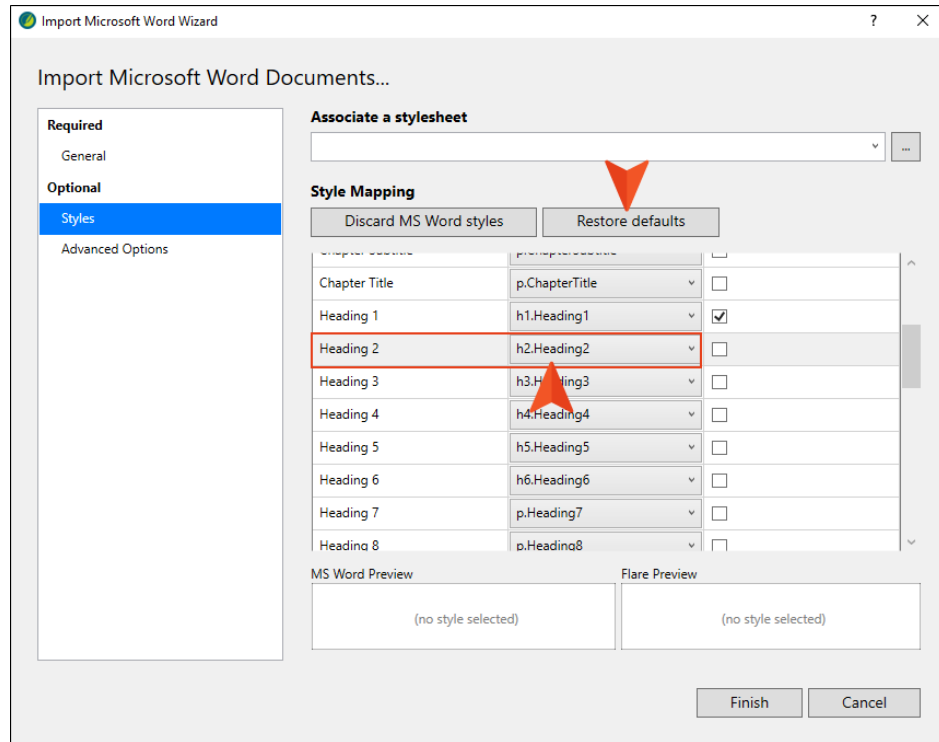 Import Microsoft Word Wizard
?
Import Microsoft Word Documents...
Required
General
Optional
Styles
Advanced Options
Associate a stylesheet
...
Style Mapping
Discard MS Word styles Restore defaults
Chapter Subtitle p.ChapterSubtitle
Chapter Title p.ChapterTitle
Heading 1 h1.Heading1
Heading 2 h2.Heading2
Heading 3 h3.Heading3
Heading 4 h4.Heading4
Heading 5 h5.Heading5
Heading 6 h6.Heading6
Heading 7 p.Heading7
Heading 8 p.Heading8
MS Word Preview Flare Preview
(no style selected) (no style selected)
Finish Cancel